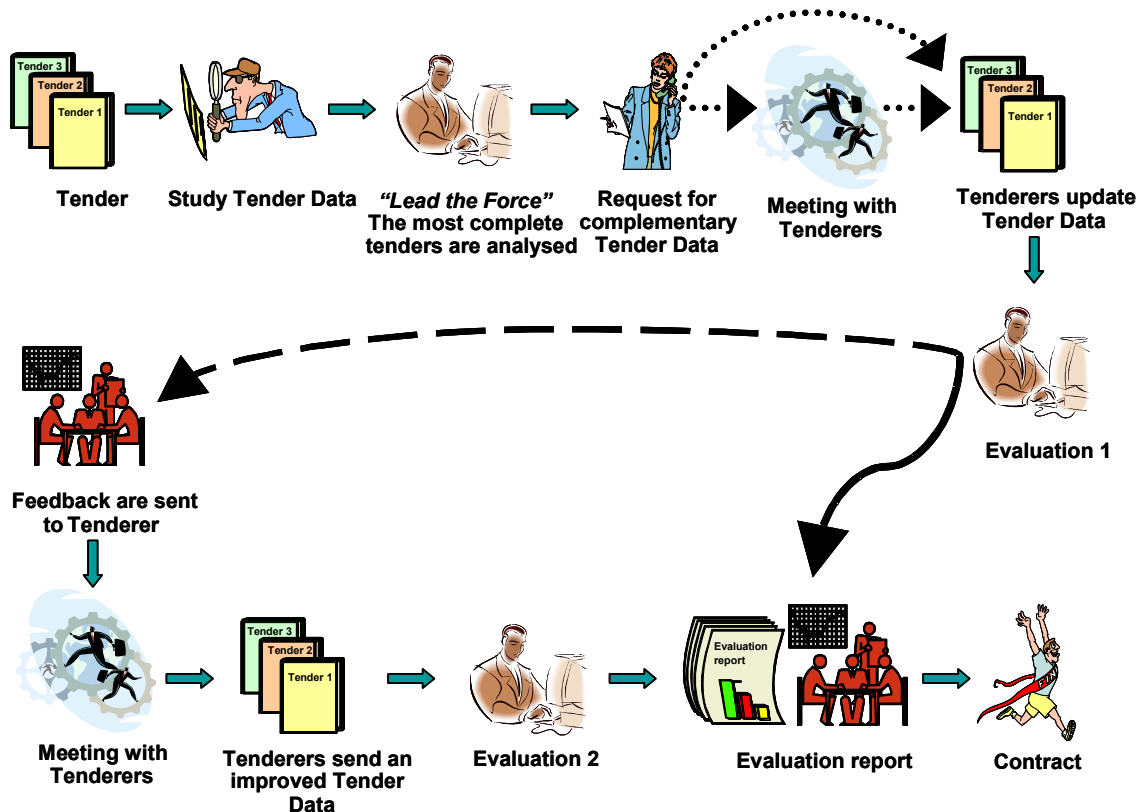 Tender 3
Tender 2
Tender 1
Tender
Study Tender Data
“Lead the Force”
The most complete
tenders are analysed
Request for
complementary
Tender Data
Meeting with
Tenderers
Tender 3
Tender 2
Tender 1
Tenderers update
Tender Data
Evaluation 1
Feedback are sent
to Tenderer
Meeting with
Tenderers
Tender 3
Tender 2
Tender 1
Tenderers send an
improved Tender
Data
Evaluation 2
Evaluation
report
Evaluation report
Contract